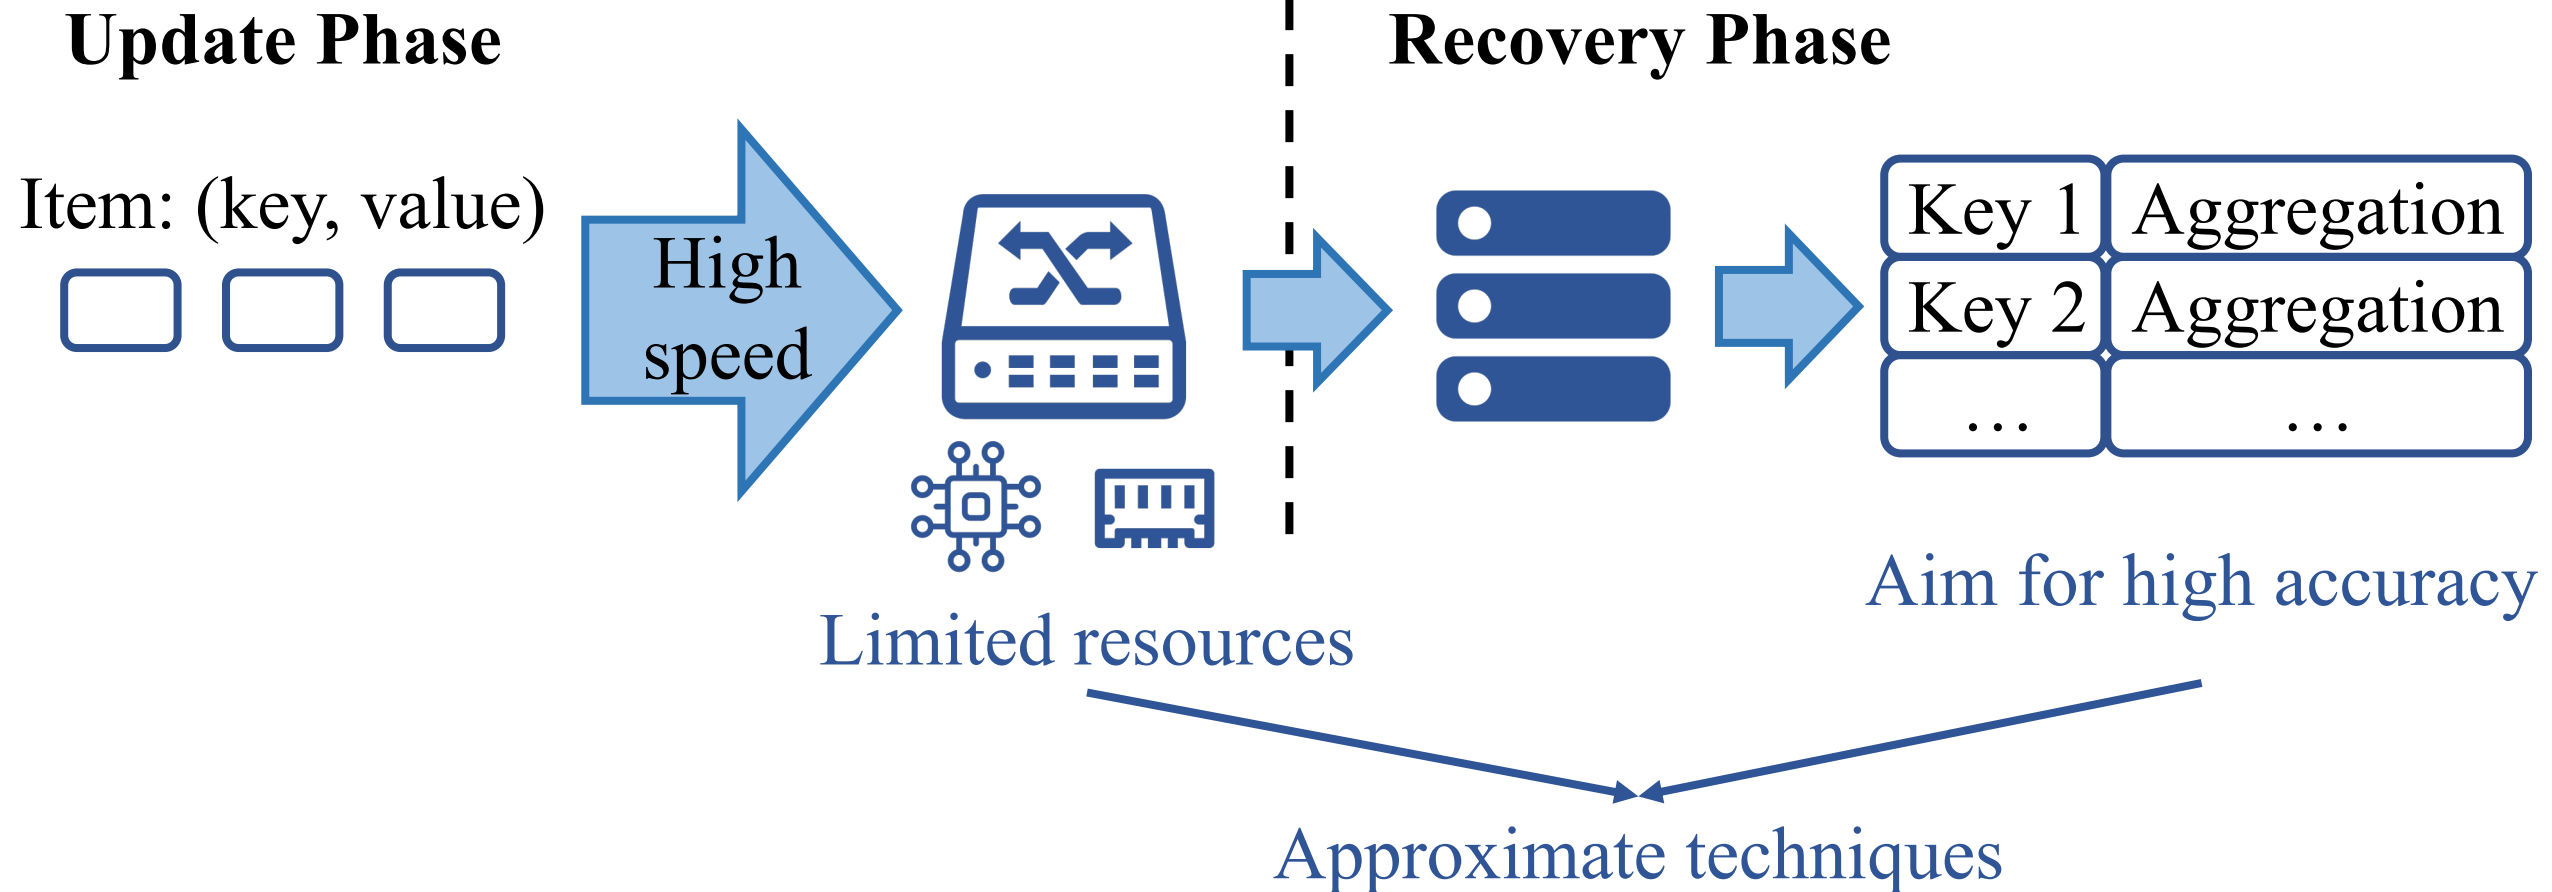 Update Phase
Recovery Phase
Item: (key, value)
High
speed
Key 1 Aggregation
Key 2 Aggregation
... ...
Limited resources
Aim for high accuracy
Approximate techniques